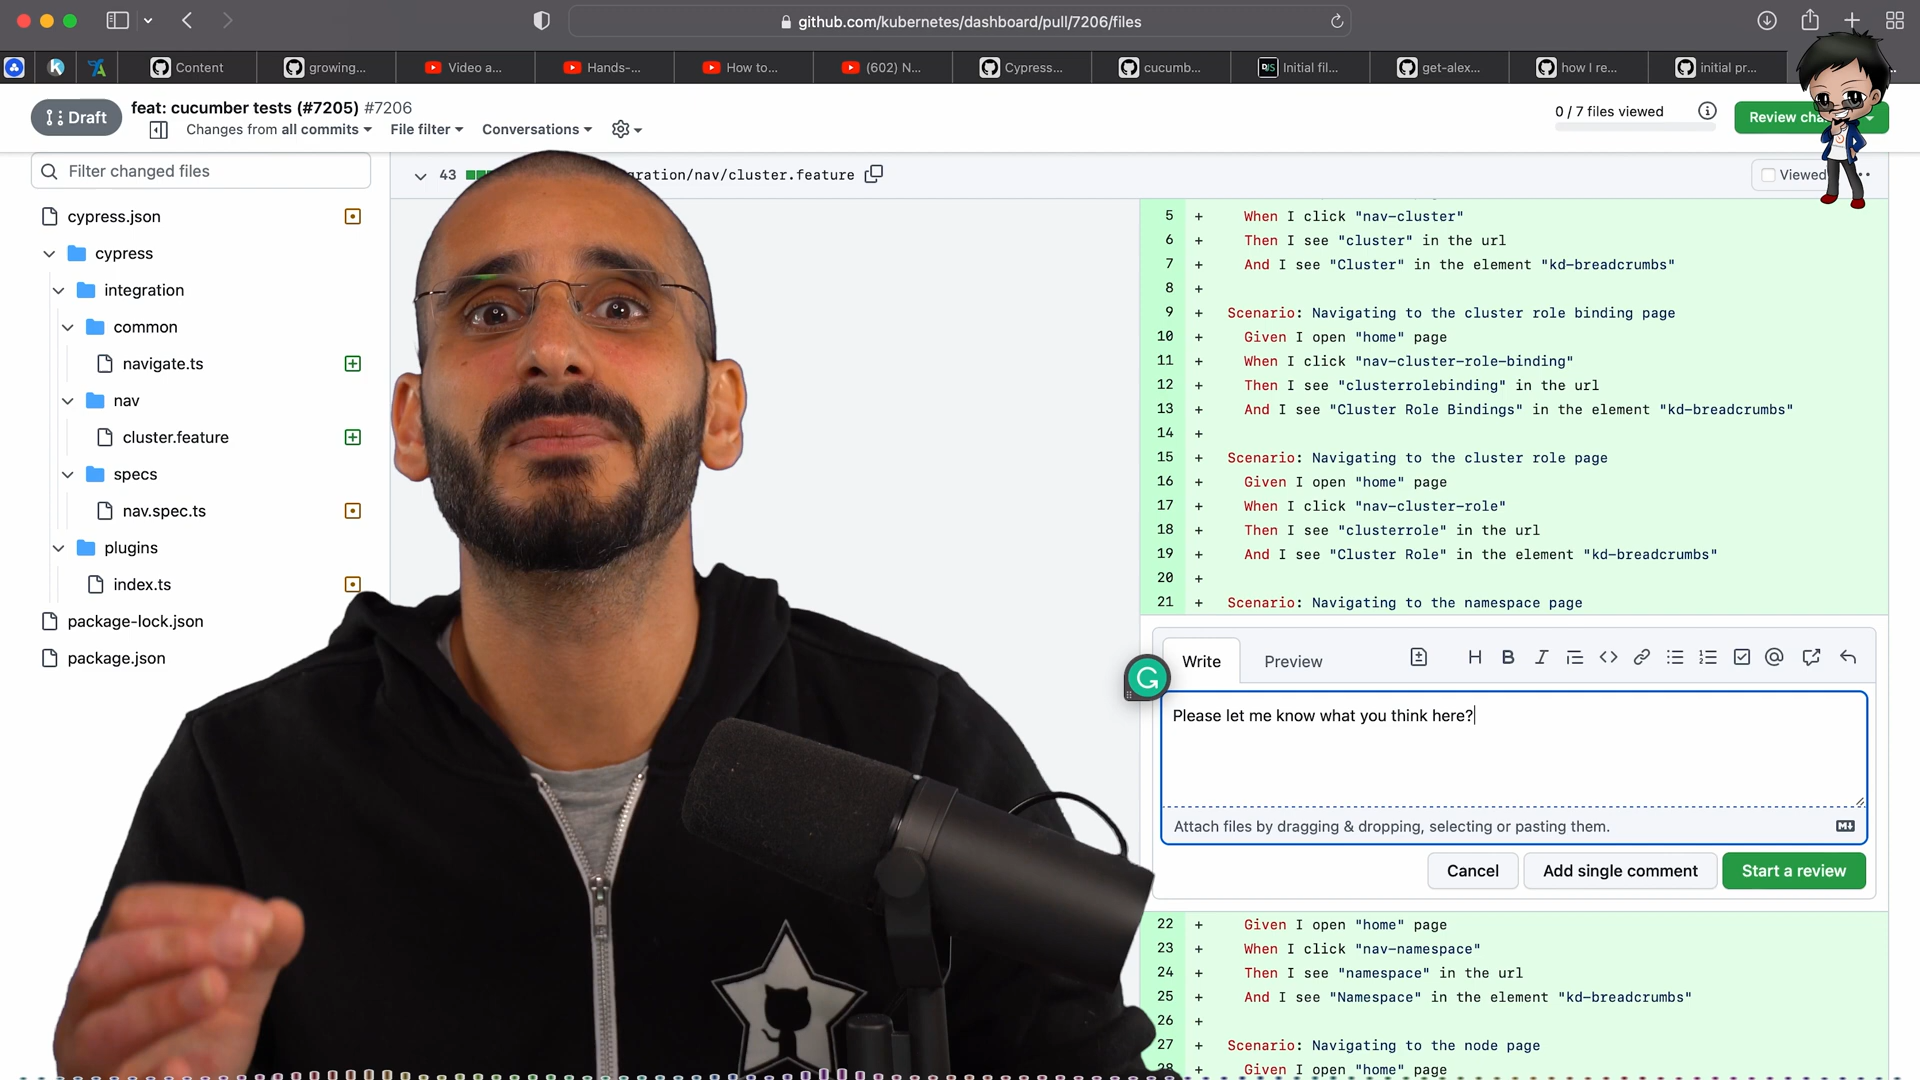 github.com/kubernetes/dashboard/pull/7206/files
Content
growing...
Video a...
Hands-...
How to...
(602) N...
Cypress...
cucumb...
Initial fil...
get-alex...
how I re...
initial pr...
Draft
feat: cucumber tests (#7205) #7206
Changes from all commits
File filter
Conversations
0 / 7 files viewed
Review cha
Filter changed files
43
gration/nav/cluster.feature
Viewed
cypress.json
cypress
integration
common
navigate.ts
nav
cluster.feature
specs
nav.spec.ts
plugins
index.ts
package-lock.json
package.json
5 + When I click "nav-cluster"
6 + Then I see "cluster" in the url
7 + And I see "Cluster" in the element "kd-breadcrumbs"
8 +
9 + Scenario: Navigating to the cluster role binding page
10 + Given I open "home" page
11 + When I click "nav-cluster-role-binding"
12 + Then I see "clusterrolebinding" in the url
13 + And I see "Cluster Role Bindings" in the element "kd-breadcrumbs"
14 +
15 + Scenario: Navigating to the cluster role page
16 + Given I open "home" page
17 + When I click "nav-cluster-role"
18 + Then I see "clusterrole" in the url
19 + And I see "Cluster Role" in the element "kd-breadcrumbs"
20 +
21 + Scenario: Navigating to the namespace page
Write
Preview
Please let me know what you think here?
Attach files by dragging & dropping, selecting or pasting them.
Cancel
Add single comment
Start a review
22 + Given I open "home" page
23 + When I click "nav-namespace"
24 + Then I see "namespace" in the url
25 + And I see "Namespace" in the element "kd-breadcrumbs"
26 +
27 + Scenario: Navigating to the node page
28 + Given I open "home" page